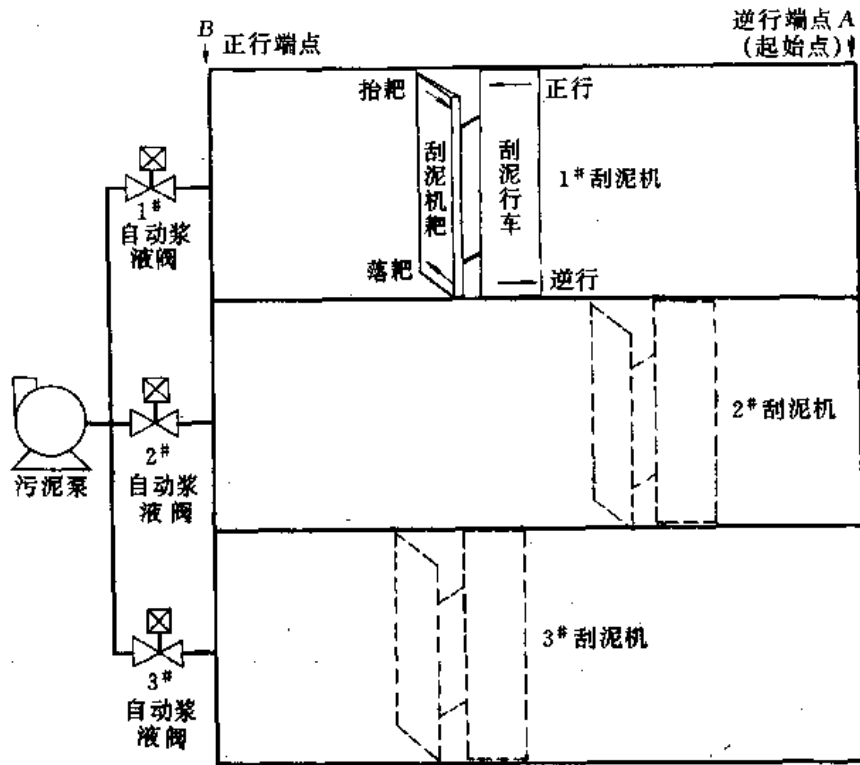 B
正行端点
逆行端点 A
(起始点)
抬耙
正行
刮泥机耙
刮泥行车
1# 刮泥机
1#
自动浆
液阀
落耙
逆行
2# 刮泥机
污泥泵
2#
自动浆
液阀
3# 刮泥机
3#
自动浆
液阀